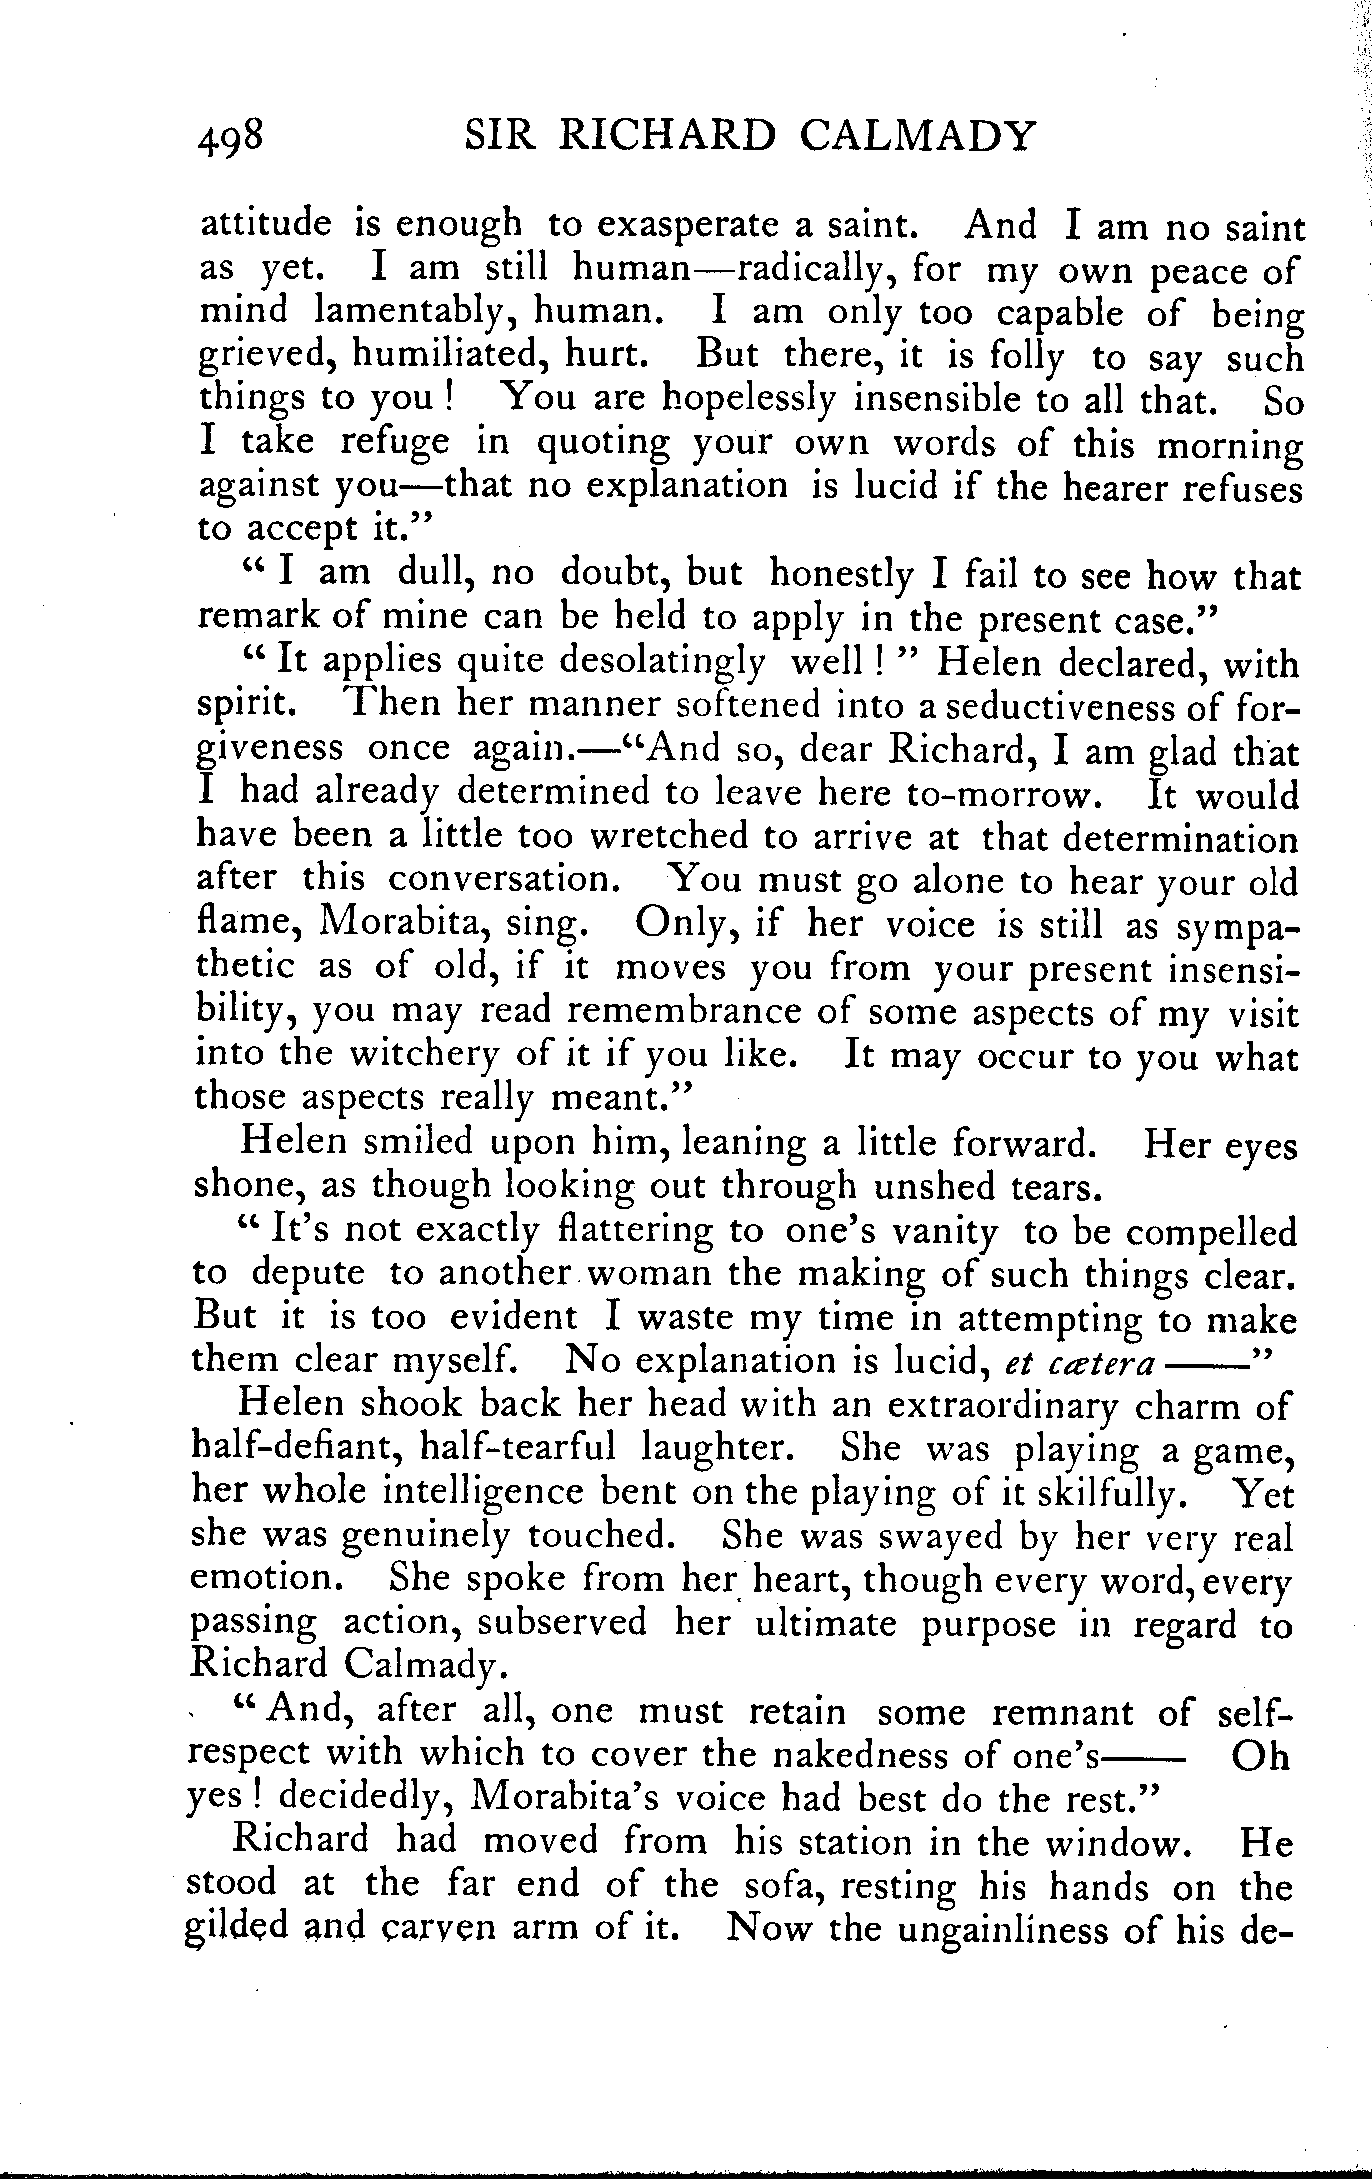 498 SIR RICHARD CALMADY
attitude is enough to exasperate a saint. And I am no saint
as yet. I am still human—radically, for my own peace of
mind lamentably, human. I am only too capable of being
grieved, humiliated, hurt. But there, it is folly to say such
things to you ! You are hopelessly insensible to all that. So
I take refuge in quoting your own words of this morning
against you—that no explanation is lucid if the hearer refuses
to accept it.”
“ I am dull, no doubt, but honestly I fail to see how that
remark of mine can be held to apply in the present case.”
“ It applies quite desolatingly well ! ” Helen declared, with
spirit. Then her manner softened into a seductiveness of for-
giveness once again.—“And so, dear Richard, I am glad that
I had already determined to leave here to-morrow. It would
have been a little too wretched to arrive at that determination
after this conversation. You must go alone to hear your old
flame, Morabita, sing. Only, if her voice is still as sympa-
thetic as of old, if it moves you from your present insensi-
bility, you may read remembrance of some aspects of my visit
into the witchery of it if you like. It may occur to you what
those aspects really meant.”
Helen smiled upon him, leaning a little forward. Her eyes
shone, as though looking out through unshed tears.
“ It’s not exactly flattering to one’s vanity to be compelled
to depute to another woman the making of such things clear.
But it is too evident I waste my time in attempting to make
them clear myself. No explanation is lucid, et cætera ——”
Helen shook back her head with an extraordinary charm of
half-defiant, half-tearful laughter. She was playing a game,
her whole intelligence bent on the playing of it skilfully. Yet
she was genuinely touched. She was swayed by her very real
emotion. She spoke from her heart, though every word, every
passing action, subserved her ultimate purpose in regard to
Richard Calmady.
“ And, after all, one must retain some remnant of self-
respect with which to cover the nakedness of one’s—— Oh
yes ! decidedly, Morabita’s voice had best do the rest.”
Richard had moved from his station in the window. He
stood at the far end of the sofa, resting his hands on the
gilded and carven arm of it. Now the ungainliness of his de-